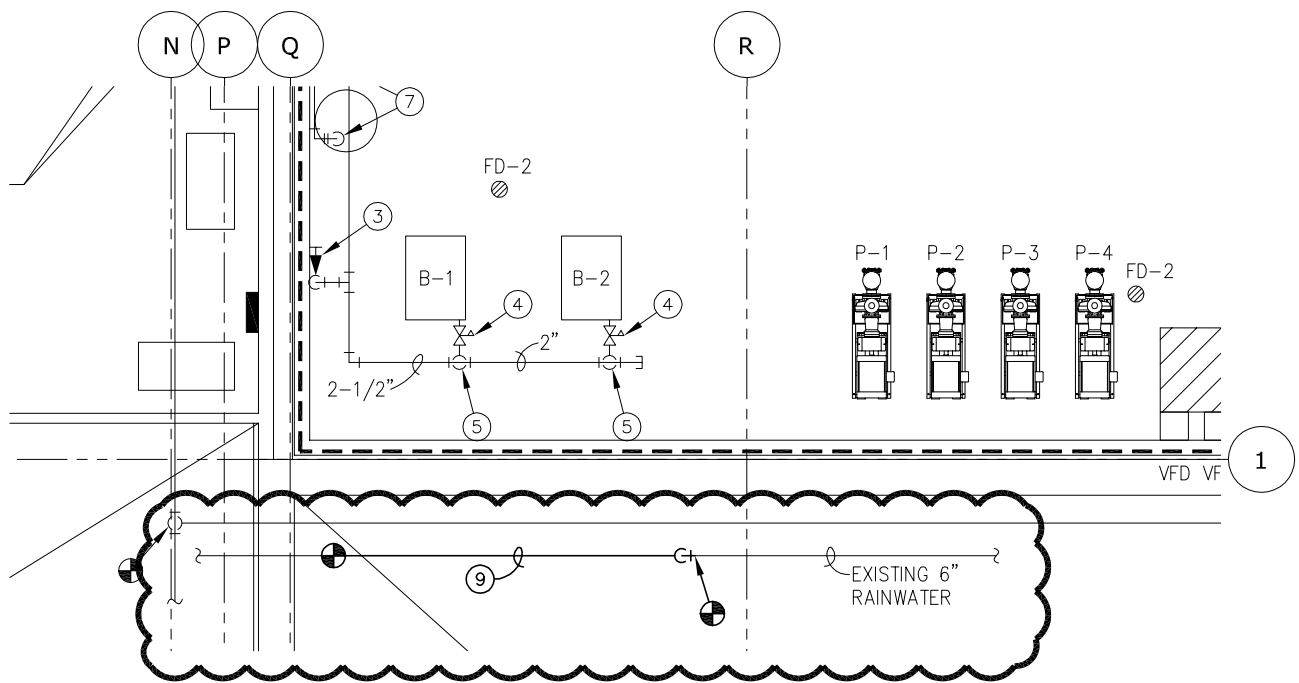 N P Q R
7
FD-2
3
P-1 P-2 P-3 P-4
FD-2
B-1 B-2
4 4
2"
2-1/2"
5 5
1
VFD VF
9
EXISTING 6"
RAINWATER